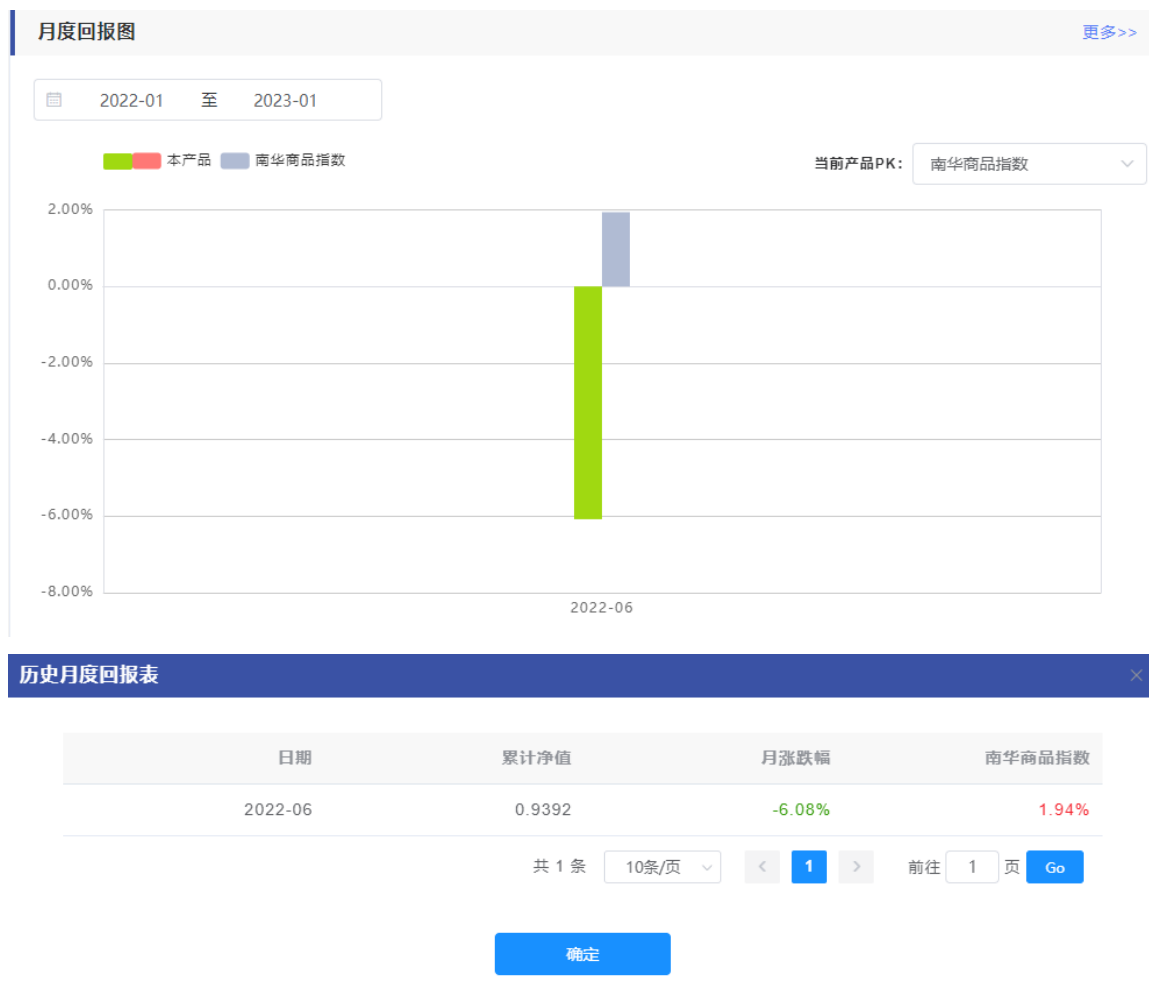 月度回报图 更多>>
2022-01 至 2023-01
本产品 南华商品指数 当前产品PK: 南华商品指数
2.00%
0.00%
-2.00%
-4.00%
-6.00%
-8.00%
2022-06
历史月度回报表
日期 累计净值 月涨跌幅 南华商品指数
2022-06 0.9392 -6.08% 1.94%
共 1 条 10条/页 < 1 > 前往 1 页 Go
确定